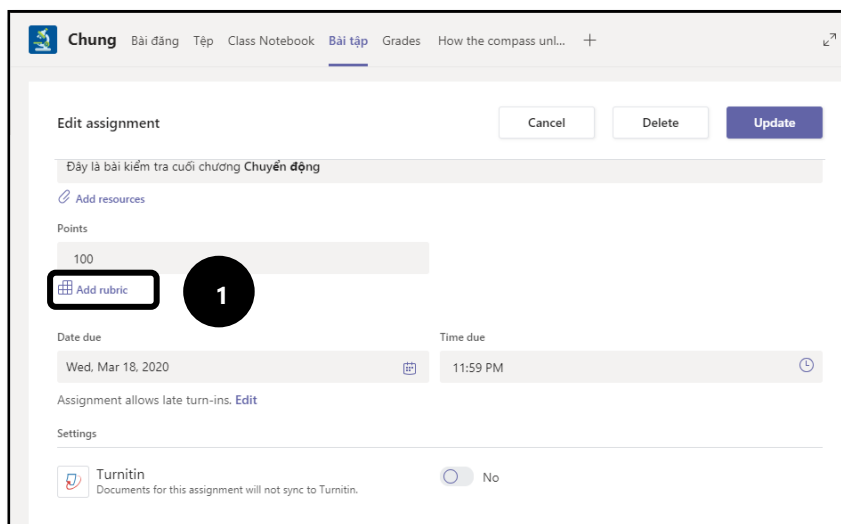 Chung Bài đăng Tệp Class Notebook Bài tập Grades How the compass unl... +
Edit assignment Cancel Delete Update
Đây là bài kiểm tra cuối chương Chuyển động
Add resources
Points
100
Add rubric 1
Date due Time due
Wed, Mar 18, 2020 11:59 PM
Assignment allows late turn-ins. Edit
Settings
Turnitin No
Documents for this assignment will not sync to Turnitin.